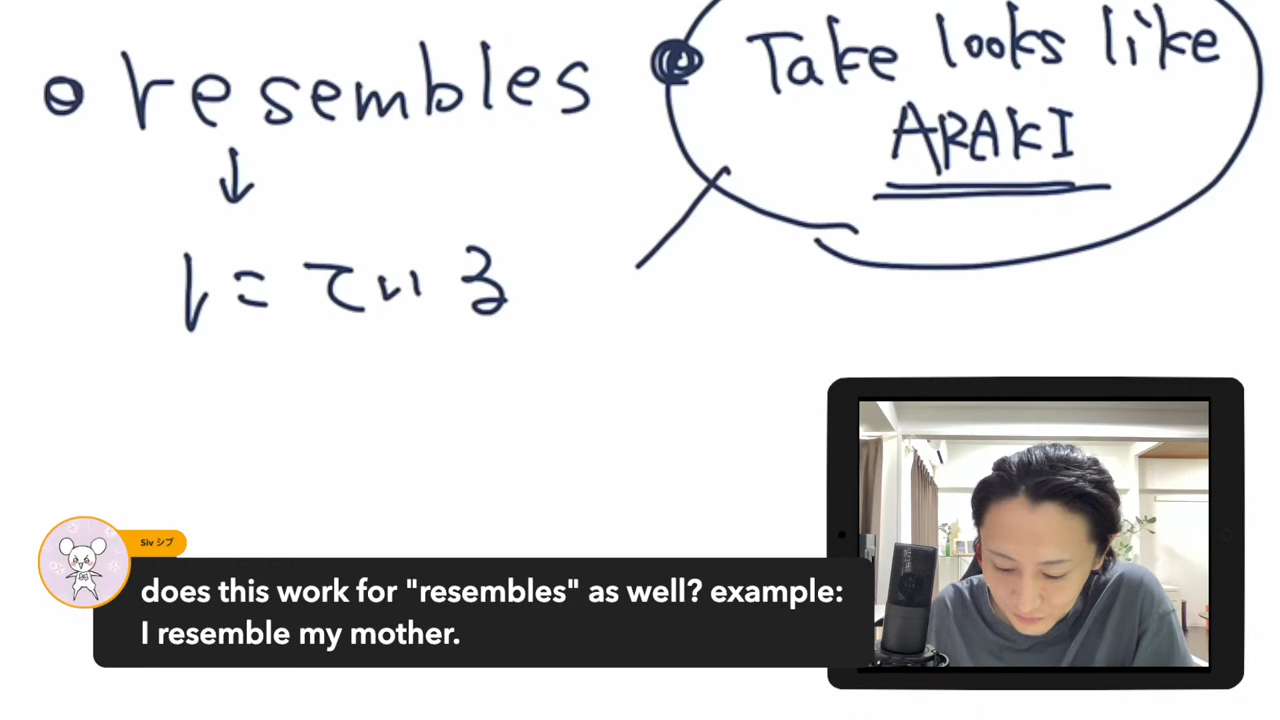 resembles
Take looks like
ARAKI
にている
Siv シブ
does this work for "resembles" as well? example:
I resemble my mother.